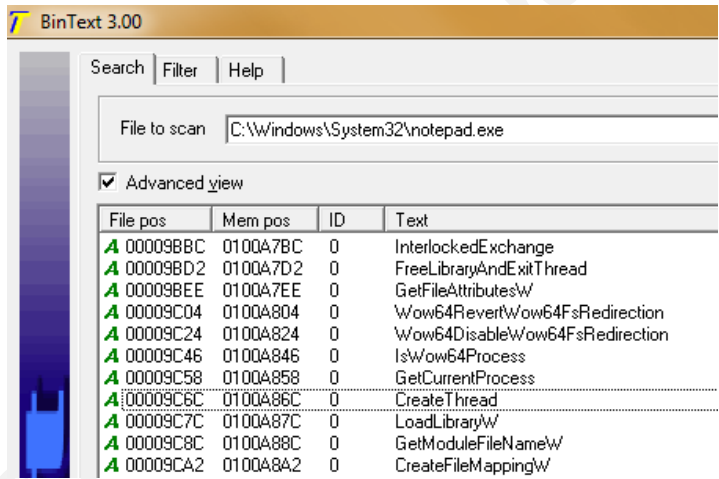 BinText 3.00
Search Filter Help
File to scan C:\Windows\System32\notepad.exe
Advanced view
File pos Mem pos ID Text
A 00009BBC 0100A7BC 0 InterlockedExchange
A 00009BD2 0100A7D2 0 FreeLibraryAndExitThread
A 00009BEE 0100A7EE 0 GetFileAttributesW
A 00009C04 0100A804 0 Wow64RevertWow64FsRedirection
A 00009C24 0100A824 0 Wow64DisableWow64FsRedirection
A 00009C46 0100A846 0 IsWow64Process
A 00009C58 0100A858 0 GetCurrentProcess
A 00009C6C 0100A86C 0 CreateThread
A 00009C7C 0100A87C 0 LoadLibraryW
A 00009C8C 0100A88C 0 GetModuleFileNameW
A 00009CA2 0100A8A2 0 CreateFileMappingW